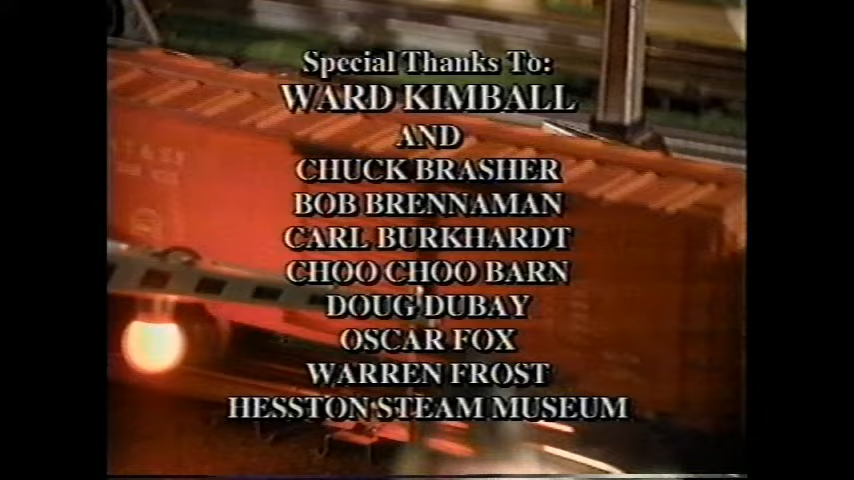 Special Thanks To:
WARD KIMBALL
AND
CHUCK BRASHER
BOB BRENNAMAN
CARL BURKHARDT
CHOO CHOO BARN
DOUG DUBAY
OSCAR FOX
WARREN FROST
HESSTON STEAM MUSEUM